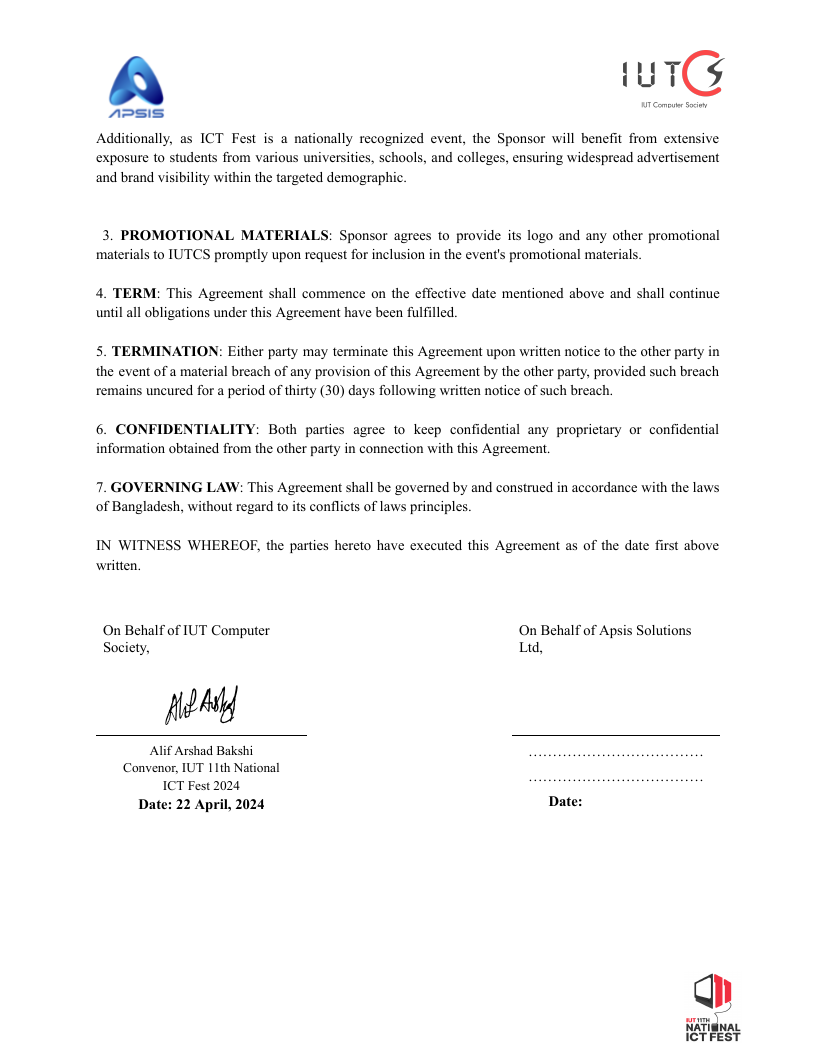 APSIS
IUTCS
IUT Computer Society
Additionally, as ICT Fest is a nationally recognized event, the Sponsor will benefit from extensive
exposure to students from various universities, schools, and colleges, ensuring widespread advertisement
and brand visibility within the targeted demographic.
3. PROMOTIONAL MATERIALS: Sponsor agrees to provide its logo and any other promotional
materials to IUTCS promptly upon request for inclusion in the event's promotional materials.
4. TERM: This Agreement shall commence on the effective date mentioned above and shall continue
until all obligations under this Agreement have been fulfilled.
5. TERMINATION: Either party may terminate this Agreement upon written notice to the other party in
the event of a material breach of any provision of this Agreement by the other party, provided such breach
remains uncured for a period of thirty (30) days following written notice of such breach.
6. CONFIDENTIALITY: Both parties agree to keep confidential any proprietary or confidential
information obtained from the other party in connection with this Agreement.
7. GOVERNING LAW: This Agreement shall be governed by and construed in accordance with the laws
of Bangladesh, without regard to its conflicts of laws principles.
IN WITNESS WHEREOF, the parties hereto have executed this Agreement as of the date first above
written.
On Behalf of IUT Computer
Society,
Alif Arshad
Alif Arshad Bakshi
Convenor, IUT 11th National
ICT Fest 2024
Date: 22 April, 2024
On Behalf of Apsis Solutions
Ltd,
....................................
....................................
Date:
IUT 11TH
NATIONAL
ICT FEST